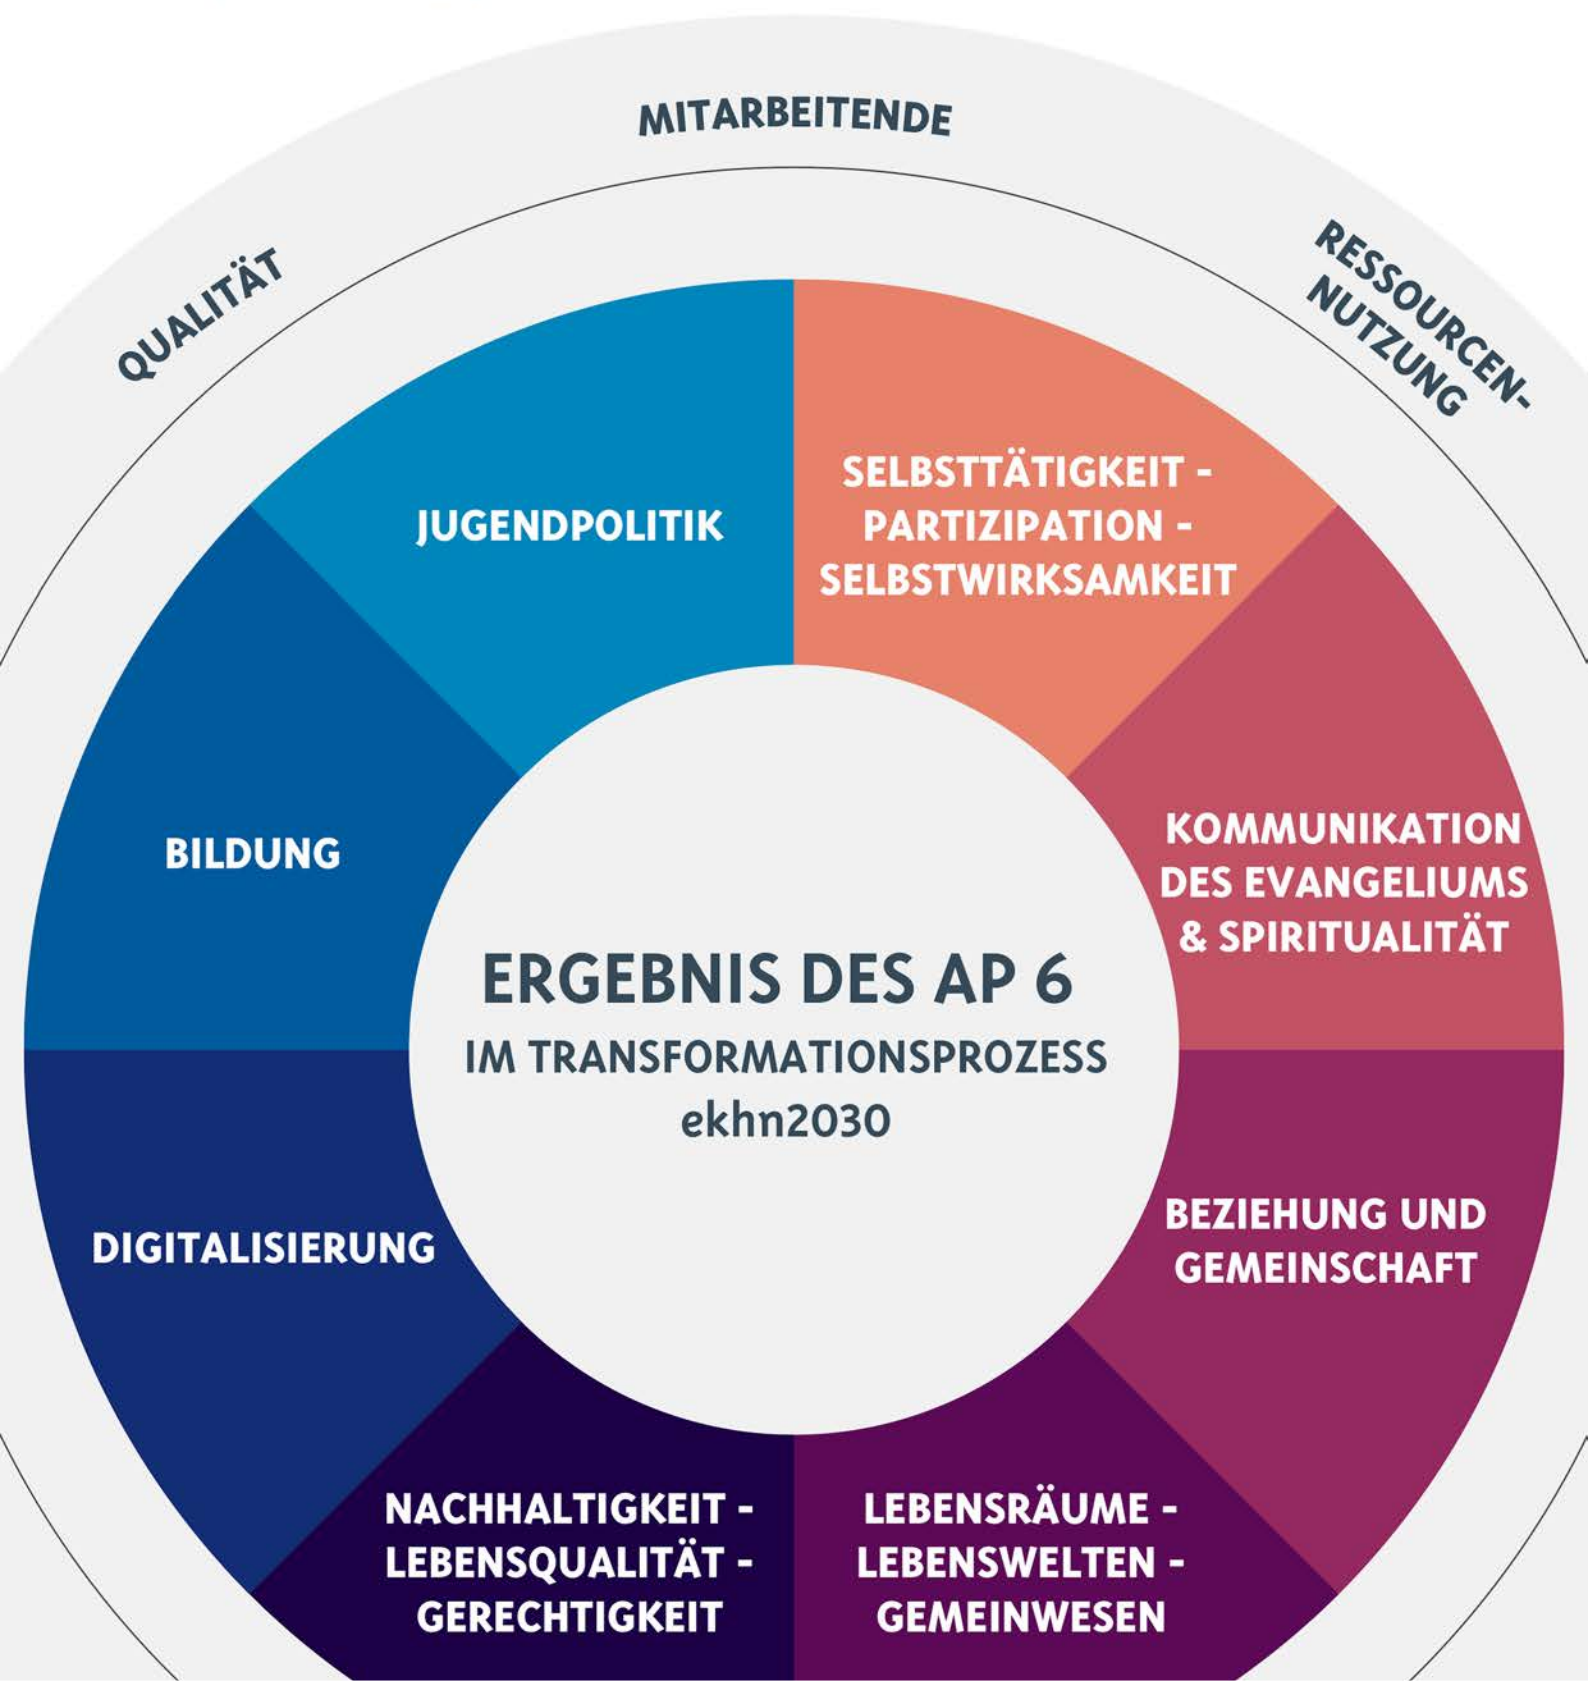 MITARBEITENDE
QUALITÄT
RESSOURCEN-
NUTZUNG
JUGENDPOLITIK
SELBSTTÄTIGKEIT -
PARTIZIPATION -
SELBSTWIRKSAMKEIT
BILDUNG
KOMMUNIKATION
DES EVANGELIUMS
& SPIRITUALITÄT
ERGEBNIS DES AP 6
IM TRANSFORMATIONSPROZESS
ekhn2030
DIGITALISIERUNG
BEZIEHUNG UND
GEMEINSCHAFT
NACHHALTIGKEIT -
LEBENSQUALITÄT -
GERECHTIGKEIT
LEBENSRÄUME -
LEBENSWELTEN -
GEMEINWESEN